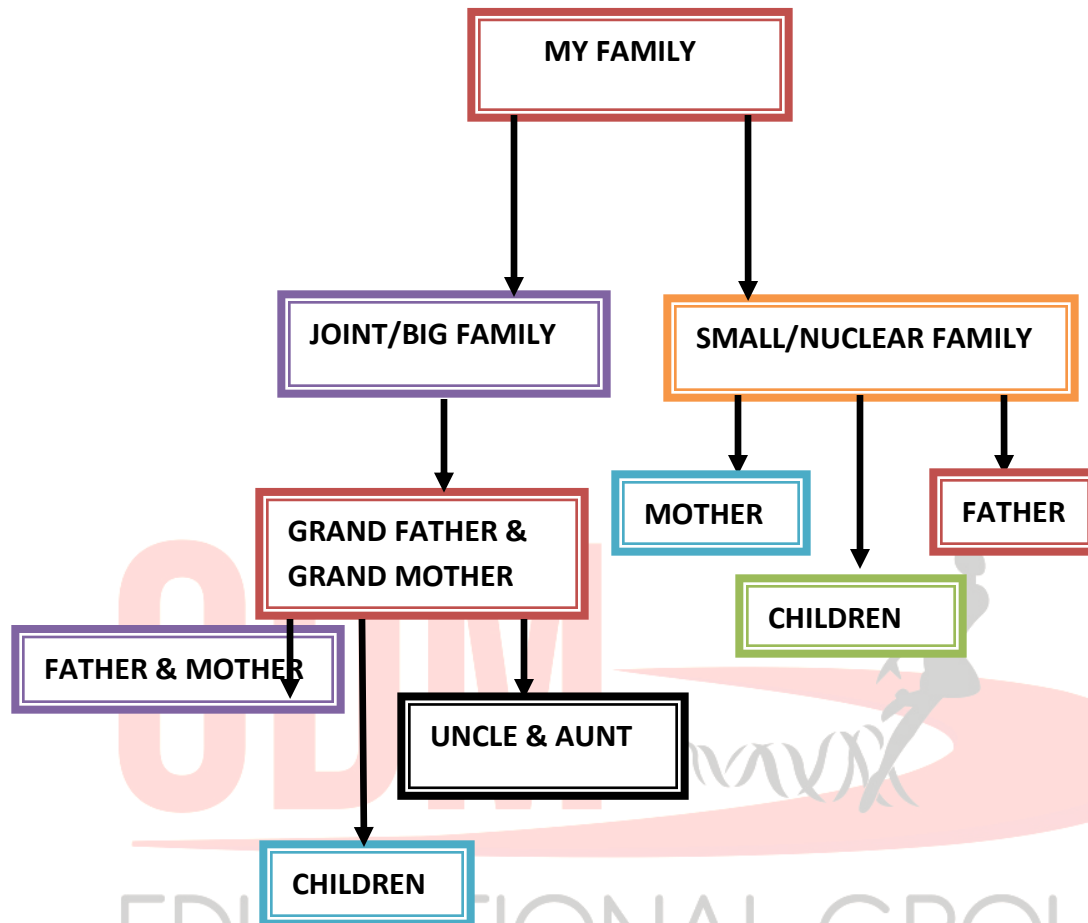 MY FAMILY
JOINT/BIG FAMILY
SMALL/NUCLEAR FAMILY
MOTHER
FATHER
GRAND FATHER &
GRAND MOTHER
CHILDREN
FATHER & MOTHER
UNCLE & AUNT
CHILDREN
ODM